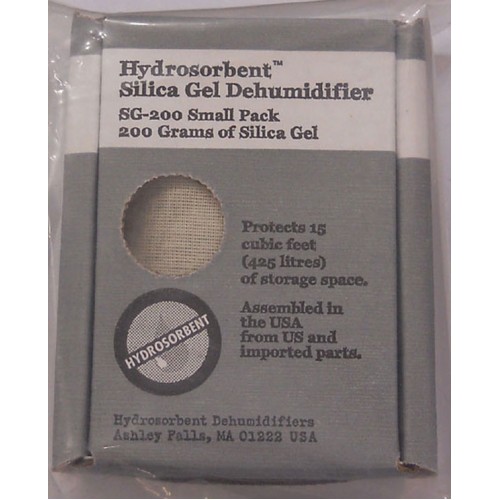 Hydrosorbent™
Silica Gel Dehumidifier
SG-200 Small Pack
200 Grams of Silica Gel
Protects 15
cubic feet
(425 litres)
of storage space.
Assembled in
the USA
from US and
imported parts.
HYDROSORBENT
Hydrosorbent Dehumidifiers
Ashley Falls, MA 01222 USA